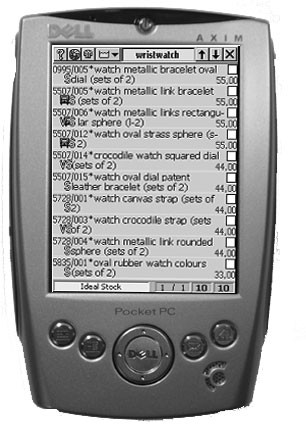 DELL
AXIM
? wristwatch
0995/005*watch metallic bracelet oval
dial (sets of 2) 55,00
5507/005*watch metallic link bracelet
(sets of 2) 55,00
5507/006*watch metallic links rectangu-
lar sphere (l-2) 55,00
5507/012*watch oval strass sphere (s-
2) 55,00
5507/014*crocodile watch squared dial
(sets of 2) 44,00
5507/015*watch oval dial patent
leather bracelet (sets of 2) 44,00
5728/001*watch canvas strap (sets of
2) 44,00
5728/003*watch crocodile strap (sets
of 2) 44,00
5728/004*watch metallic link rounded
sphere (sets of 2) 44,00
5835/001*oval rubber watch colours
(sets of 2) 33,00
Ideal Stock 1 / 1 10 10
Pocket PC
DELL